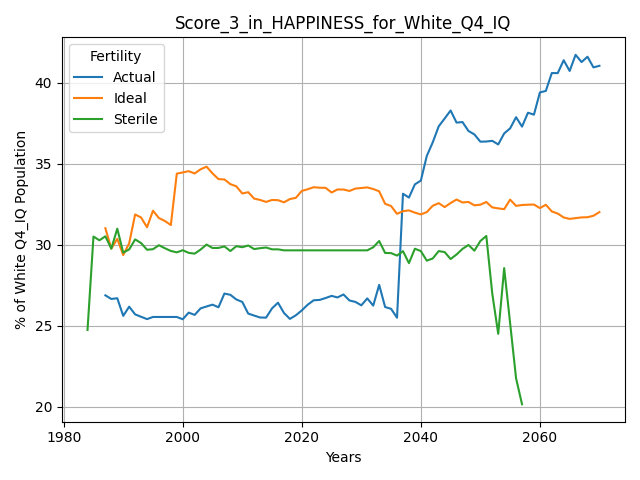 Score_3_in_HAPPINESS_for_White_Q4_IQ
Fertility
Actual
Ideal
Sterile
% of White Q4_IQ Population
40
35
30
25
20
1980
2000
2020
2040
2060
Years